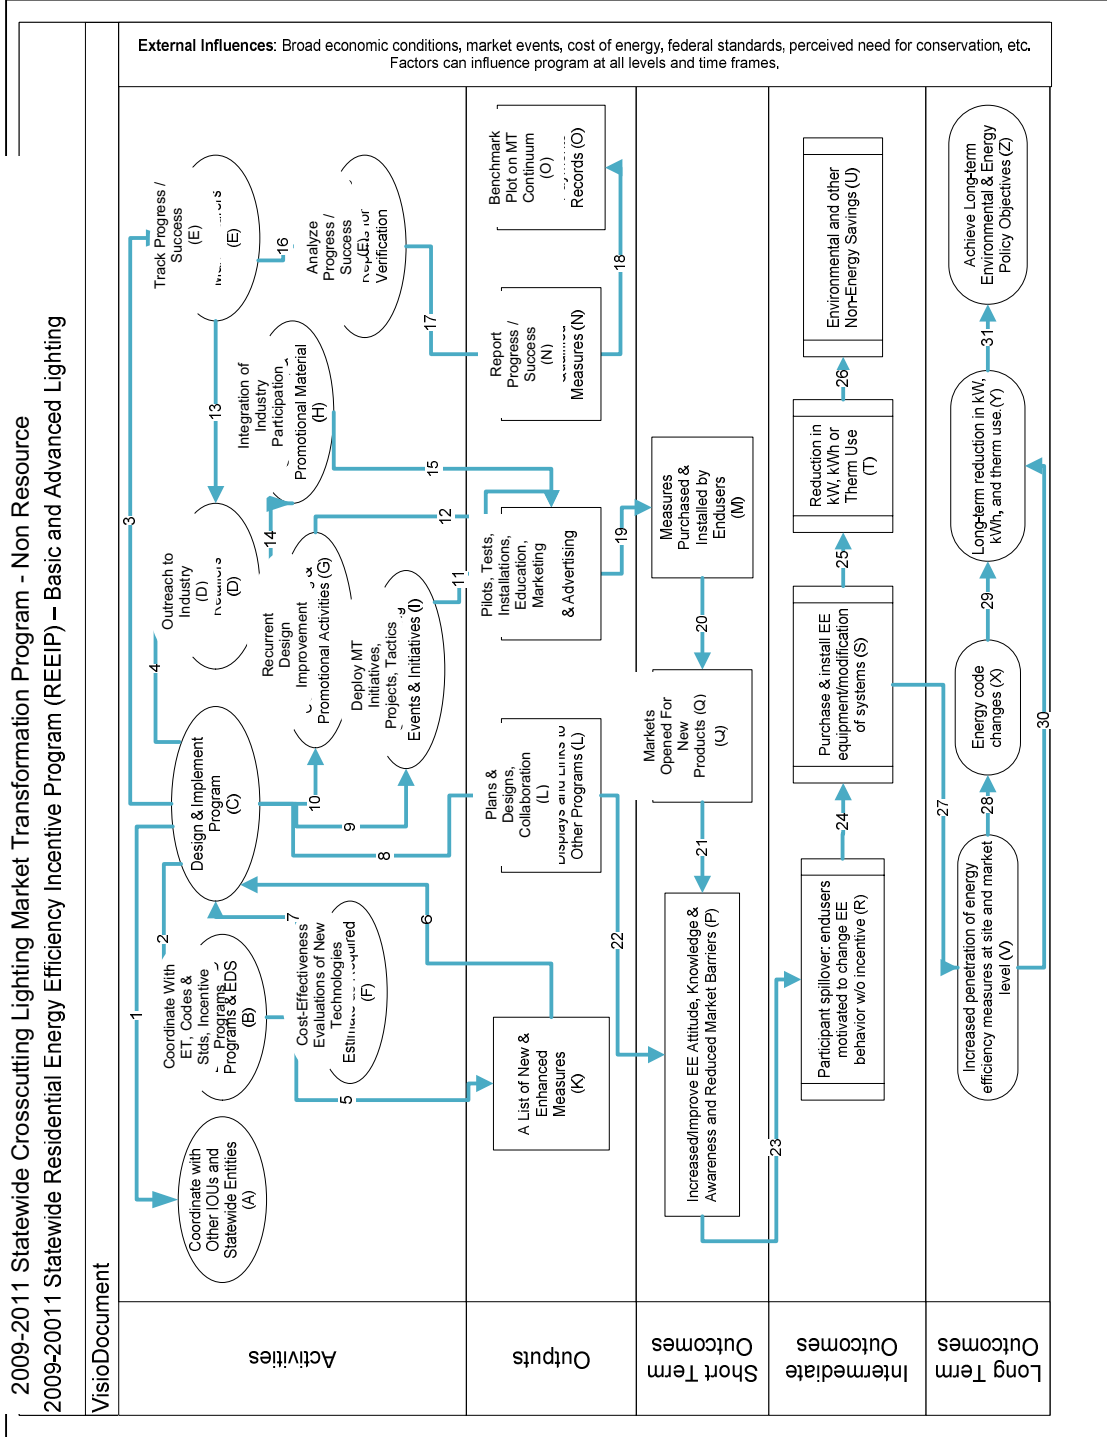 2009-2011 Statewide Crosscutting Lighting Market Transformation Program - Non Resource
2009-20011 Statewide Residential Energy Efficiency Incentive Program (REEIP) – Basic and Advanced Lighting
VisioDocument
External Influences: Broad economic conditions, market events, cost of energy, federal standards, perceived need for conservation, etc.
Factors can influence program at all levels and time frames.
Activities
Coordinate with
Other IOUs and
Statewide Entities
(A)
Coordinate With
ET, Codes &
Stds, Incentive
Programs
Programs & EDS
(B)
Design & Implement
Program
(C)
Outreach to
Industry
(D)
(D)
Track Progress /
Success
(E)
(E)
Cost-Effectiveness
Evaluations of New
Technologies
Estimate as Required
(F)
Recurrent
Design
Improvement
&
Promotional Activities (G)
Integration of
Industry
Participation
Promotional Material
(H)
Deploy MT
Initiatives,
Projects, Tactics
Events & Initiatives (I)
Analyze
Progress /
Success
(E)
Verification
1
2
3
4
5
6
7
8
9
10
11
12
13
14
15
16
17
Outputs
A List of New &
Enhanced
Measures
(K)
Plans &
Designs,
Collaboration
(L)
Displays and Links to
Other Programs (L)
Pilots, Tests,
Installations,
Education,
Marketing
& Advertising
Report
Progress /
Success
(N)
Measures (N)
Benchmark
Plot on MT
Continuum
(O)
Records (O)
18
19
22
Short Term
Outcomes
Increased/Improve EE Attitude, Knowledge &
Awareness and Reduced Market Barriers (P)
Markets
Opened For
New
Products (Q)
(Q)
Measures
Purchased &
Installed by
Endusers
(M)
20
21
23
Intermediate
Outcomes
Participant spillover: endusers
motivated to change EE
behavior w/o incentive (R)
Purchase & install EE
equipment/modification
of systems (S)
Reduction in
kW, kWh or
Therm Use
(T)
Environmental and other
Non-Energy Savings (U)
24
25
26
27
Long Term
Outcomes
Increased penetration of energy
efficiency measures at site and market
level (V)
Energy code
changes (X)
Long-term reduction in kW,
kWh, and therm use.(Y)
Achieve Long-term
Environmental & Energy
Policy Objectives (Z)
28
29
30
31